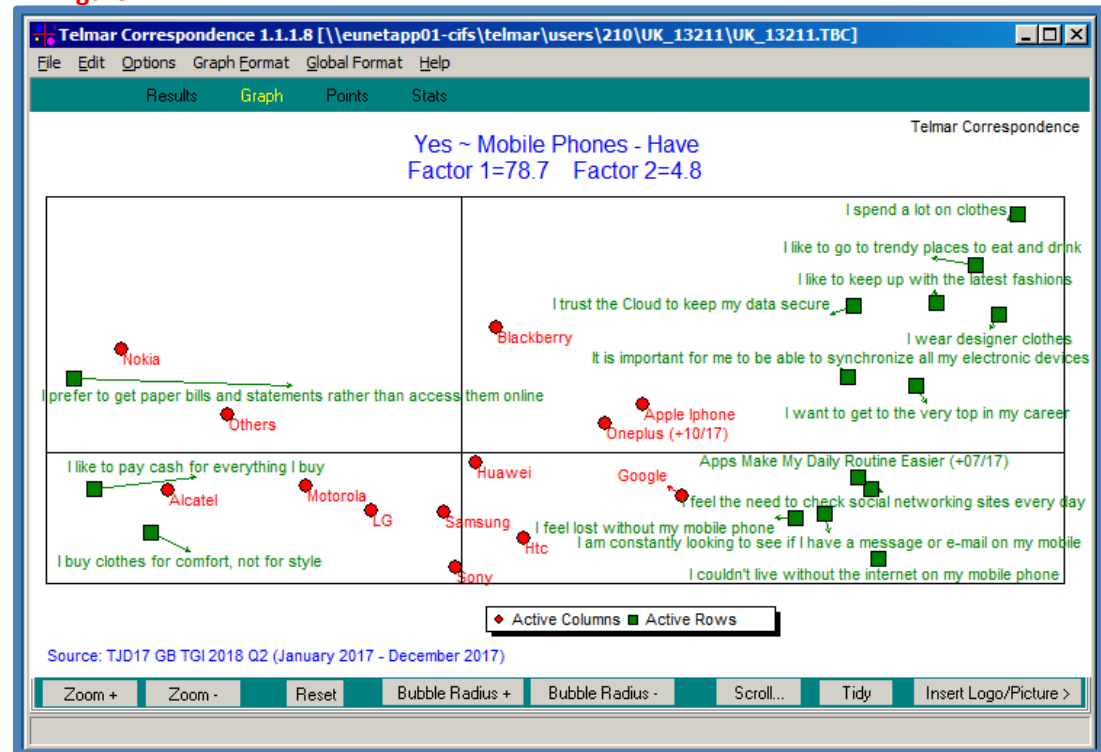 Telmar Correspondence 1.1.1.8 [\\eunetapp01-cifs\telmar\users\210\UK_13211\UK_13211.TBC]
File Edit Options Graph Format Global Format Help
Results Graph Points Stats
Telmar Correspondence
Yes ~ Mobile Phones - Have
Factor 1=78.7 Factor 2=4.8
I spend a lot on clothes
I like to go to trendy places to eat and drink
I like to keep up with the latest fashions
I trust the Cloud to keep my data secure
Blackberry
I wear designer clothes
Nokia
It is important for me to be able to synchronize all my electronic devices
I prefer to get paper bills and statements rather than access them online
Apple Iphone
I want to get to the very top in my career
Others
Oneplus (+10/17)
Apps Make My Daily Routine Easier (+07/17)
I like to pay cash for everything I buy
Huawei
Google
Alcatel
Motorola
I feel the need to check social networking sites every day
LG
Samsung
I feel lost without my mobile phone
Htc
I am constantly looking to see if I have a message or e-mail on my mobile
I buy clothes for comfort, not for style
Sony
I couldn't live without the internet on my mobile phone
Active Columns Active Rows
Source: TJD17 GB TGI 2018 Q2 (January 2017 - December 2017)
Zoom + Zoom - Reset Bubble Radius + Bubble Radius - Scroll... Tidy Insert Logo/Picture >